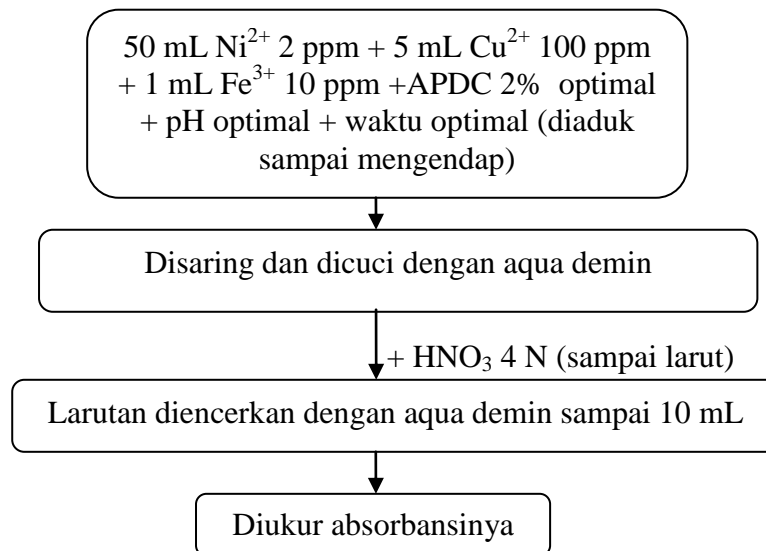 50 mL Ni²⁺ 2 ppm + 5 mL Cu²⁺ 100 ppm
+ 1 mL Fe³⁺ 10 ppm +APDC 2% optimal
+ pH optimal + waktu optimal (diaduk
sampai mengendap)
Disaring dan dicuci dengan aqua demin
+ HNO₃ 4 N (sampai larut)
Larutan diencerkan dengan aqua demin sampai 10 mL
Diukur absorbansinya